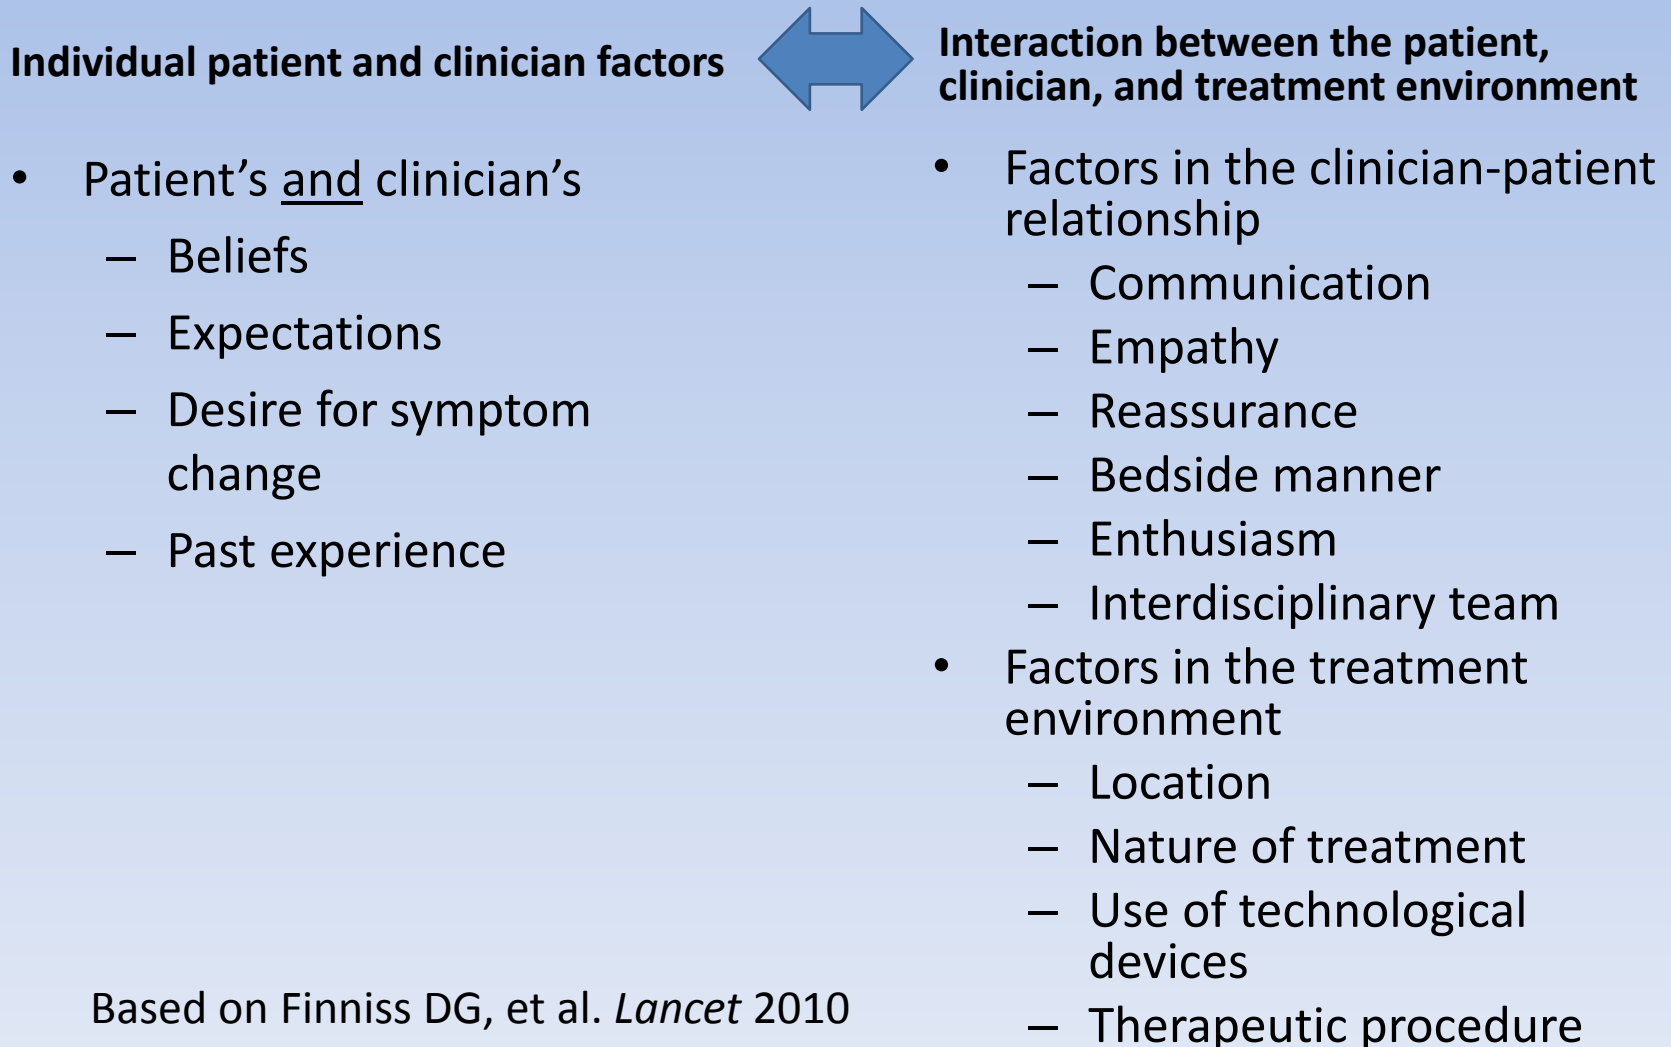 Individual patient and clinician factors
• Patient’s and clinician’s
– Beliefs
– Expectations
– Desire for symptom
change
– Past experience
Based on Finniss DG, et al. Lancet 2010
Interaction between the patient,
clinician, and treatment environment
• Factors in the clinician-patient
relationship
– Communication
– Empathy
– Reassurance
– Bedside manner
– Enthusiasm
– Interdisciplinary team
• Factors in the treatment
environment
– Location
– Nature of treatment
– Use of technological
devices
– Therapeutic procedure